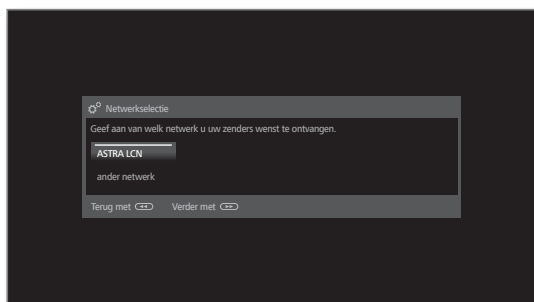 Netwerkselectie
Geef aan van welk netwerk u uw zenders wenst te ontvangen.
ASTRA LCN
ander netwerk
Terug met Verder met